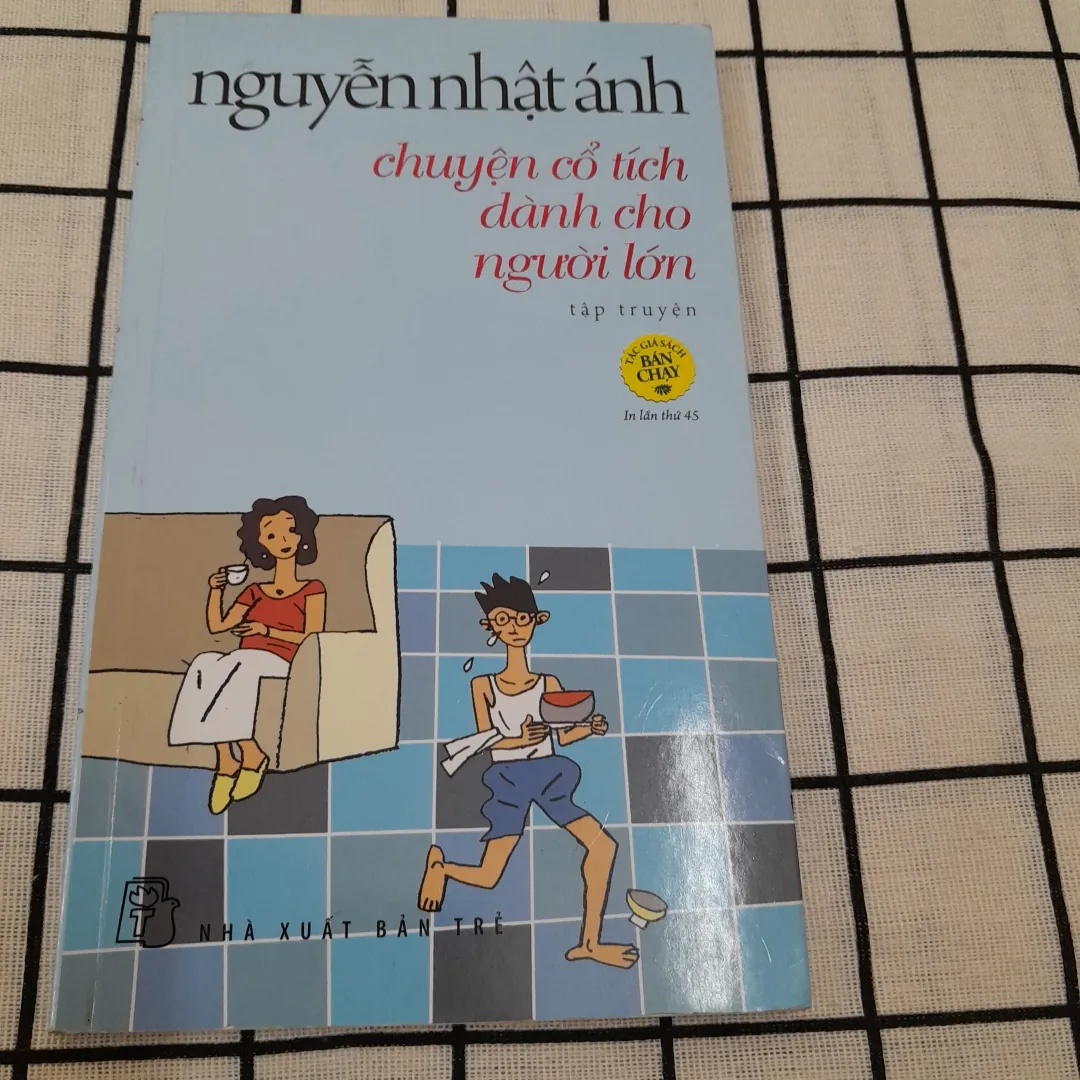 nguyễn nhật ánh
chuyện cổ tích
dành cho
người lớn
tập truyện
TÁC GIẢ SÁCH
BÁN
CHẠY
In lần thứ 45
T
NHÀ XUẤT BẢN TRẺ